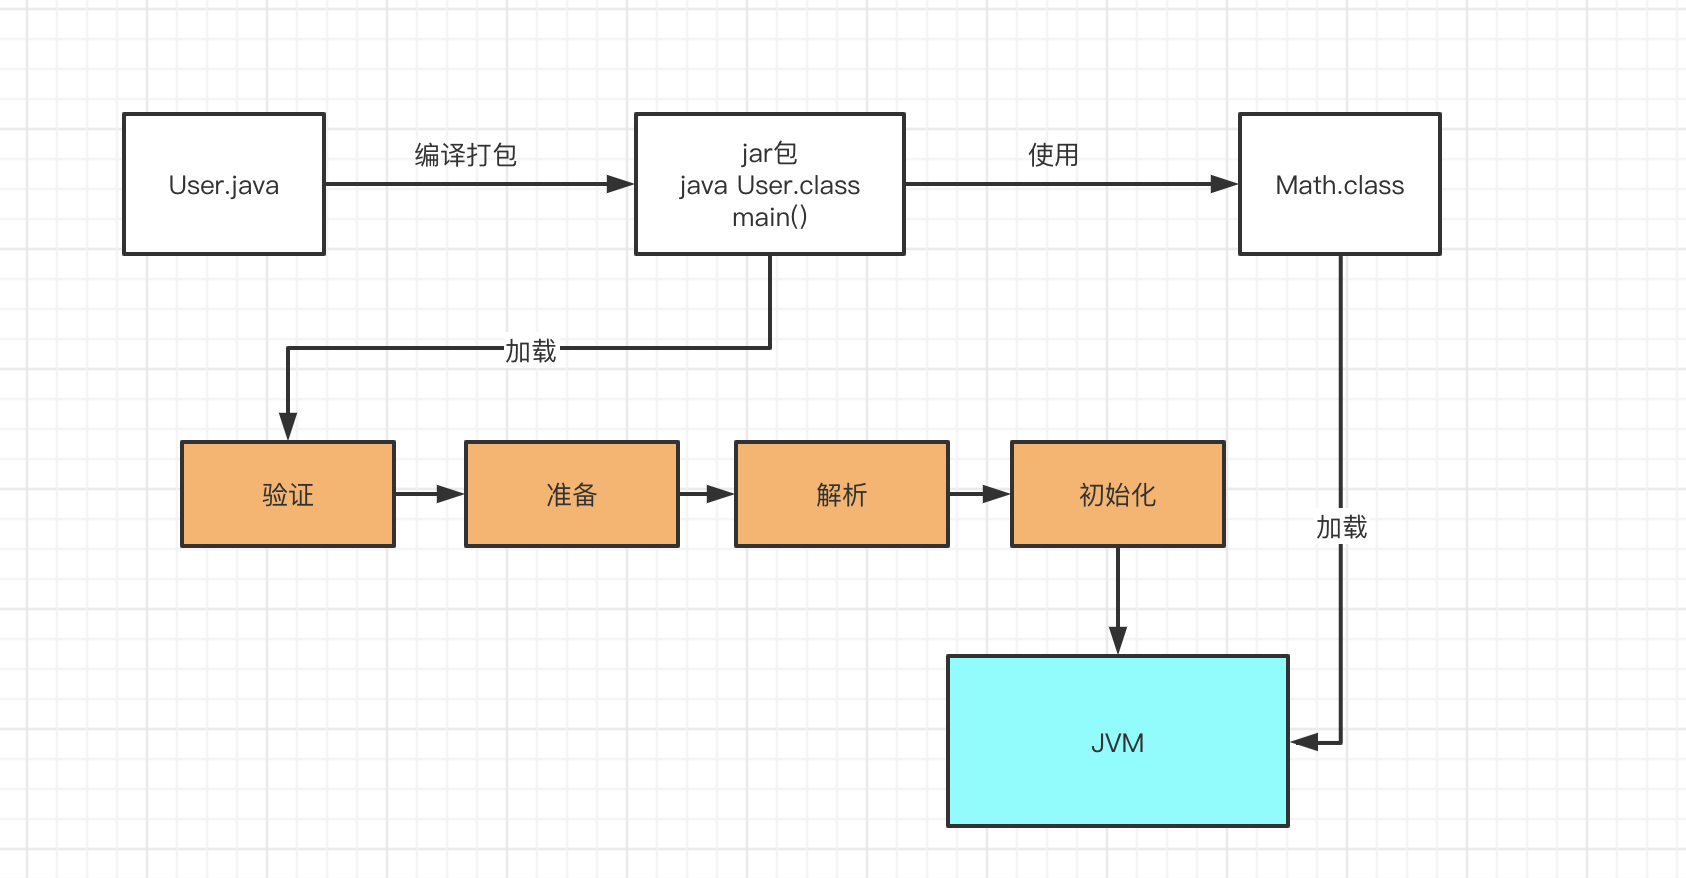 User.java
编译打包
jar包
java User.class
main()
使用
Math.class
加载
验证
准备
解析
初始化
加载
JVM